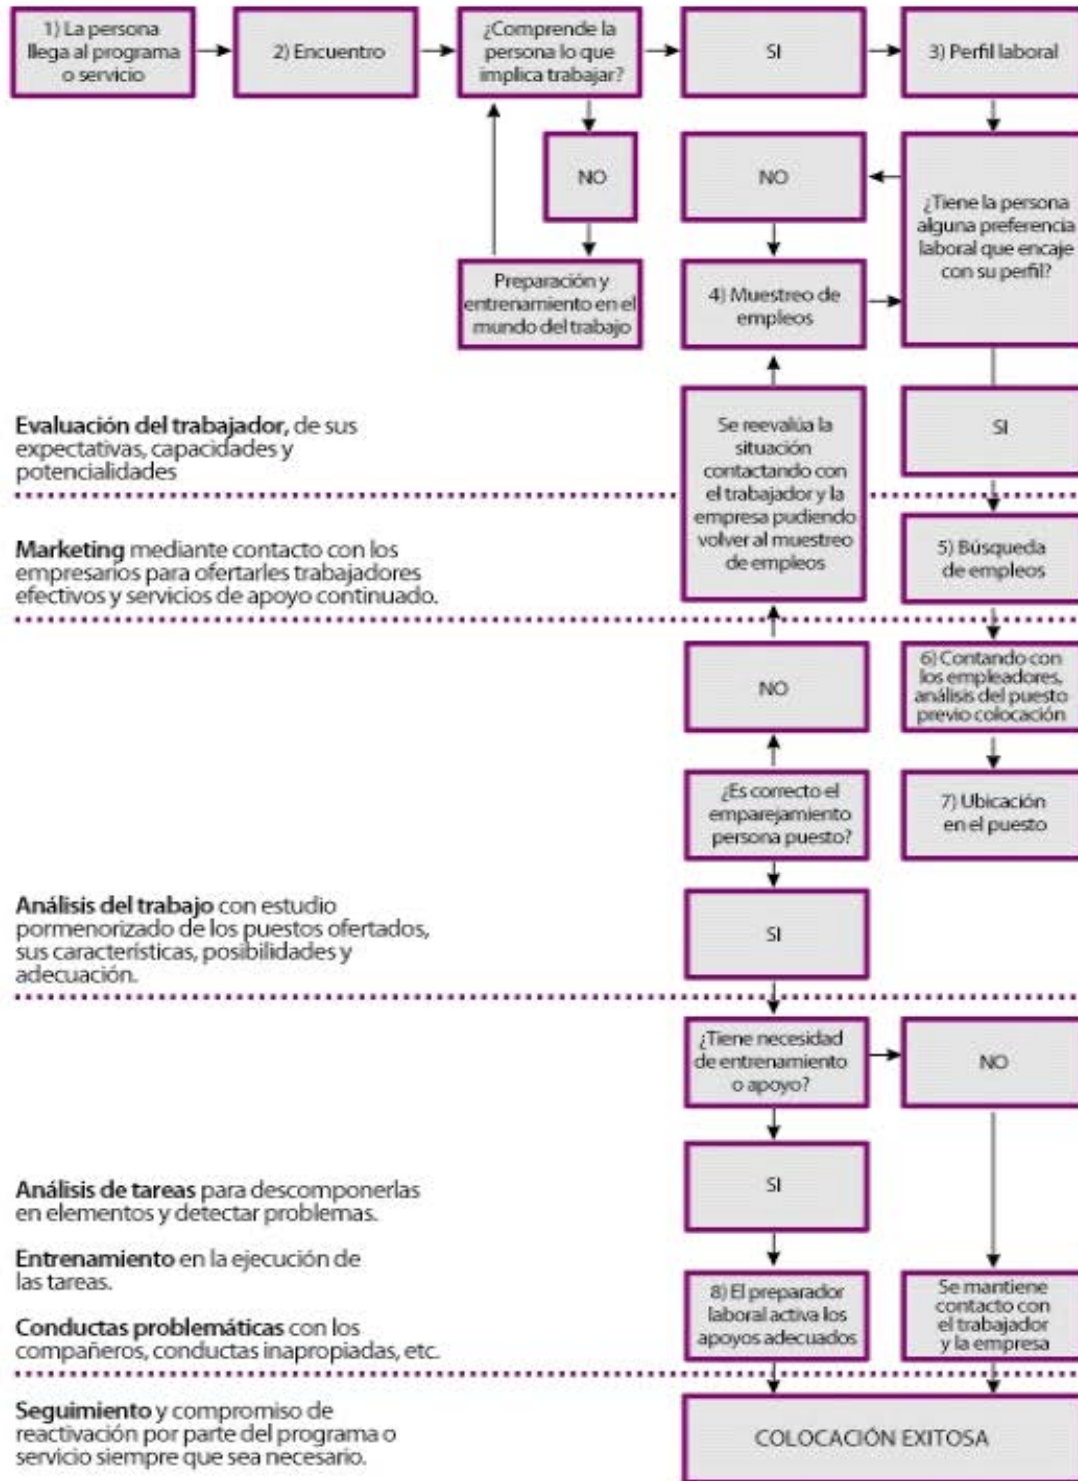 1) La persona
llega al programa
o servicio
2) Encuentro
¿Comprende la
persona lo que
implica trabajar?
SI
3) Perfil laboral
NO
NO
¿Tiene la persona
alguna preferencia
laboral que encaje
con su perfil?
Preparación y
entrenamiento en el
mundo del trabajo
4) Muestreo de
empleos
Evaluación del trabajador, de sus
expectativas, capacidades y
potencialidades
Se reevalúa la
situación
contactando con
el trabajador y la
empresa pudiendo
volver al muestreo
de empleos
SI
Marketing mediante contacto con los
empresarios para ofertarles trabajadores
efectivos y servicios de apoyo continuado.
5) Búsqueda
de empleos
NO
6) Contando con
los empleadores,
análisis del puesto
previo colocación
¿Es correcto el
emparejamiento
persona puesto?
7) Ubicación
en el puesto
Análisis del trabajo con estudio
pormenorizado de los puestos ofertados,
sus características, posibilidades y
adecuación.
SI
¿Tiene necesidad
de entrenamiento
o apoyo?
NO
Análisis de tareas para descomponerlas
en elementos y detectar problemas.
SI
Entrenamiento en la ejecución de
las tareas.
Conductas problemáticas con los
compañeros, conductas inapropiadas, etc.
8) El preparador
laboral activa los
apoyos adecuados
Se mantiene
contacto con
el trabajador
y la empresa
Seguimiento y compromiso de
reactivación por parte del programa o
servicio siempre que sea necesario.
COLOCACIÓN EXITOSA